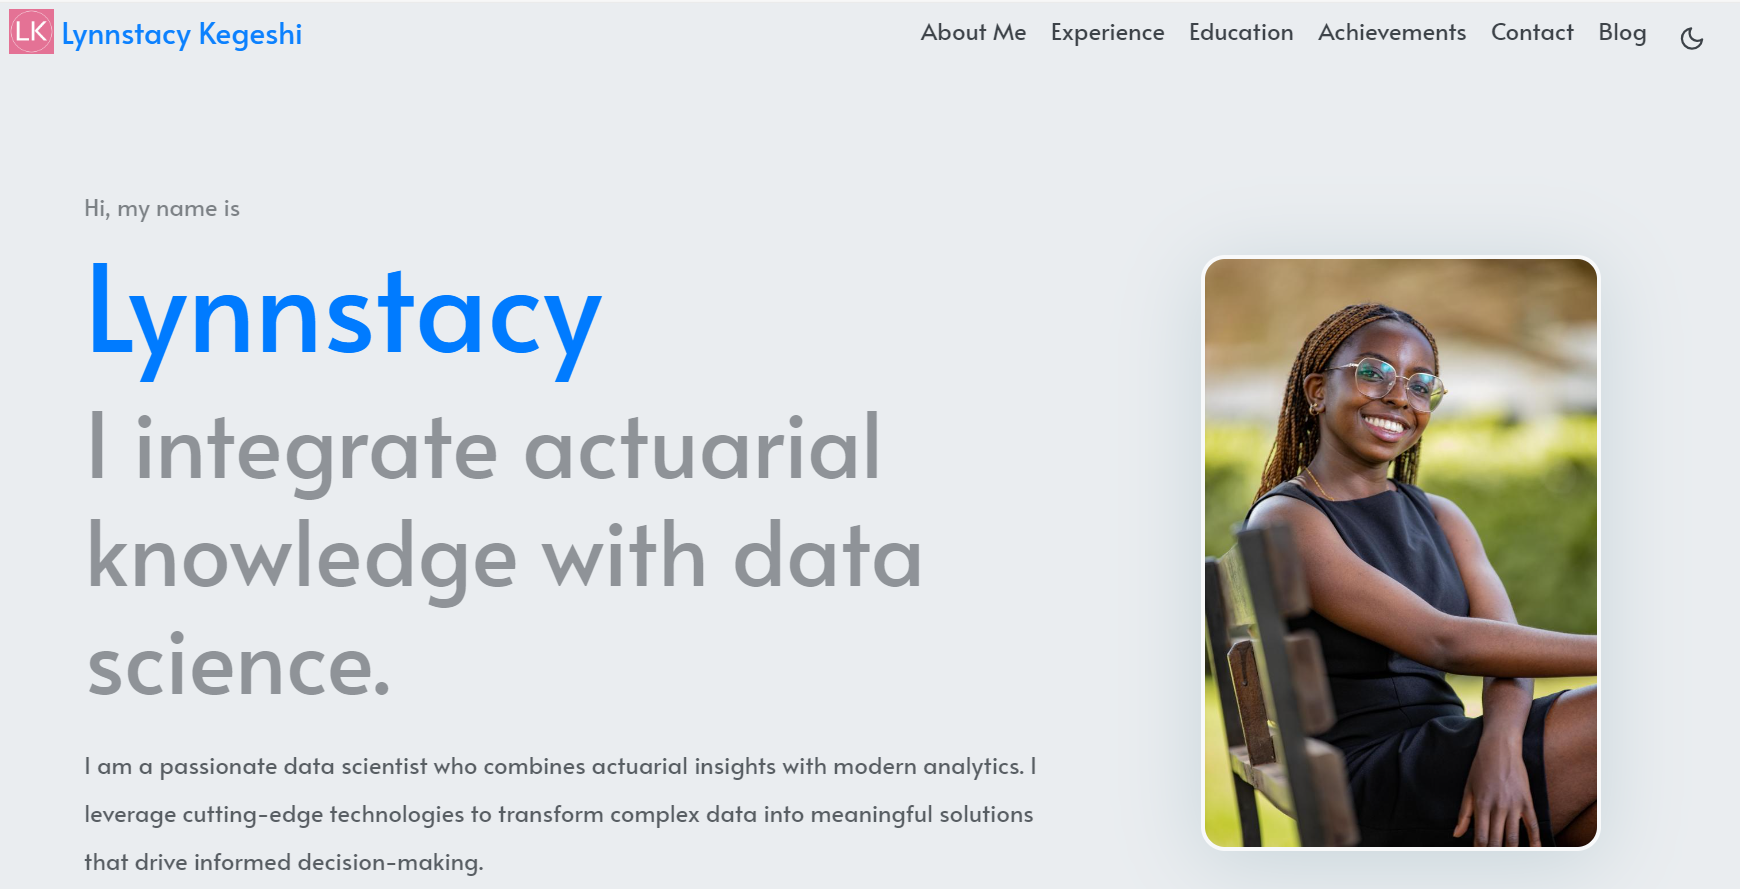 LK Lynnstacy Kegeshi
About Me Experience Education Achievements Contact Blog
Hi, my name is
Lynnstacy
I integrate actuarial
knowledge with data
science.
I am a passionate data scientist who combines actuarial insights with modern analytics. I
leverage cutting-edge technologies to transform complex data into meaningful solutions
that drive informed decision-making.